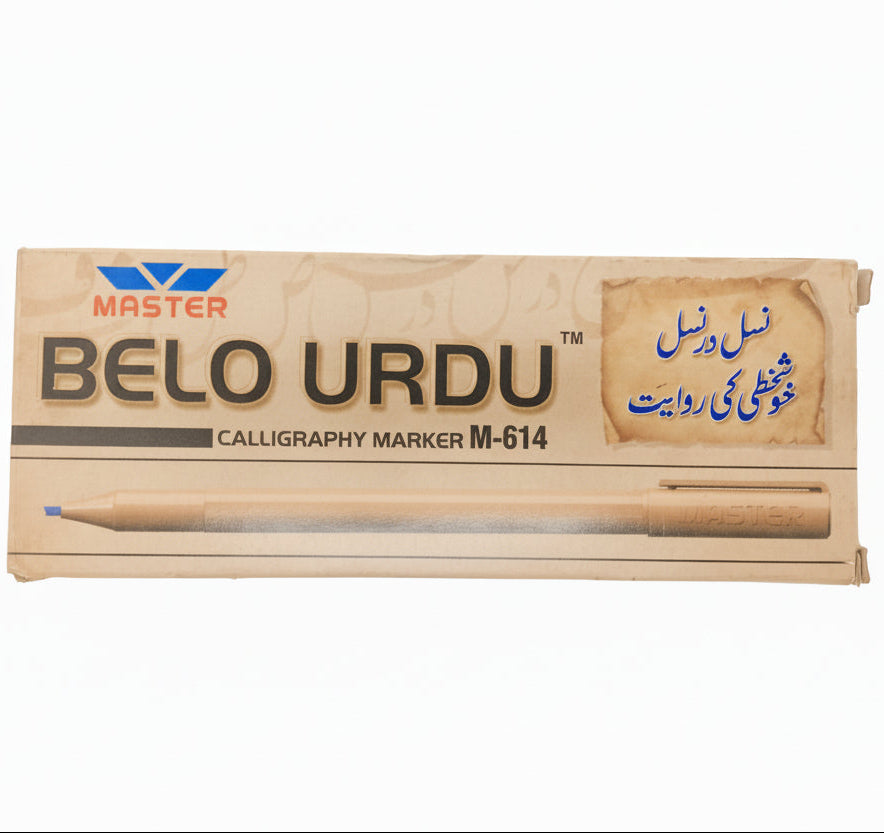 MASTER
BELO URDU™
CALLIGRAPHY MARKER M-614
نسل در نسل
خوشخطی کی روایت
MASTER